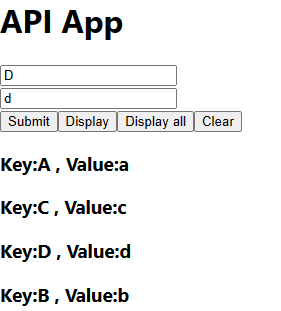 API App
D
d
Submit Display Display all Clear
Key:A , Value:a
Key:C , Value:c
Key:D , Value:d
Key:B , Value:b